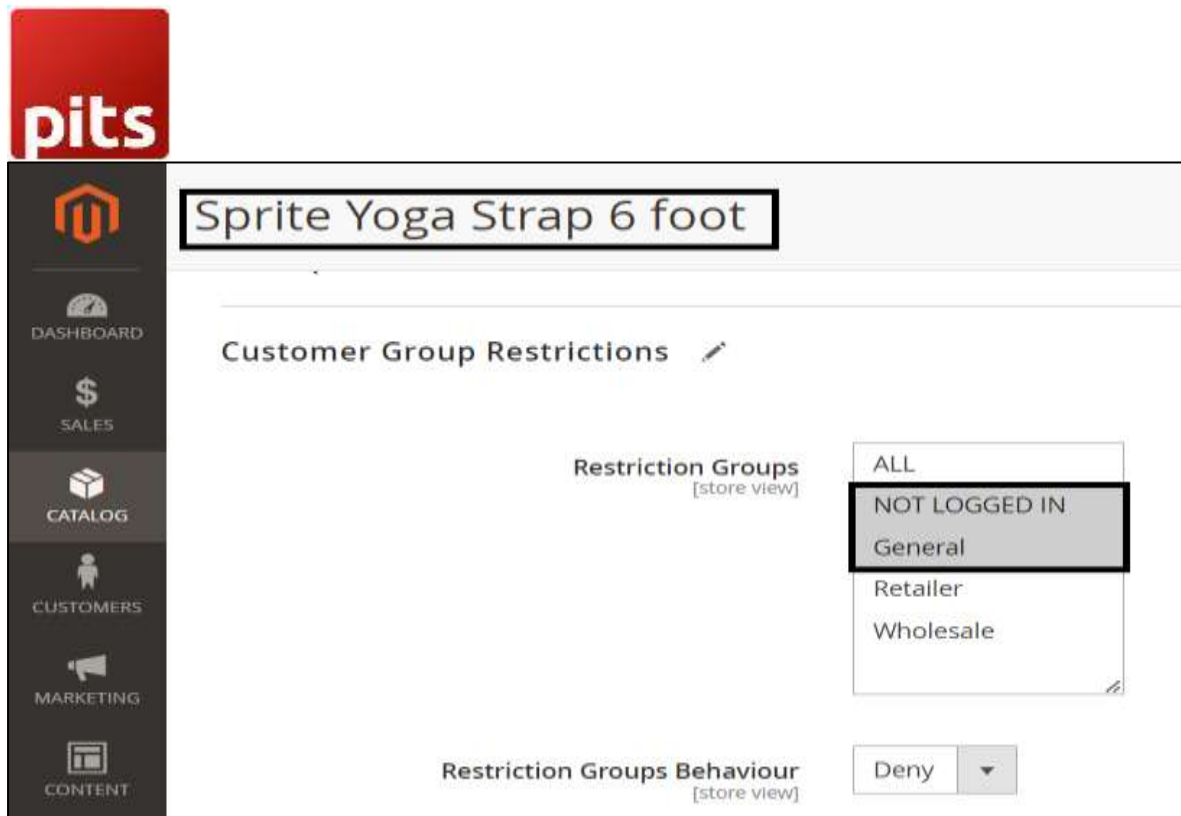 pits
Sprite Yoga Strap 6 foot
DASHBOARD
SALES
CATALOG
CUSTOMERS
MARKETING
CONTENT
Customer Group Restrictions
Restriction Groups
[store view]
ALL
NOT LOGGED IN
General
Retailer
Wholesale
Restriction Groups Behaviour
[store view]
Deny